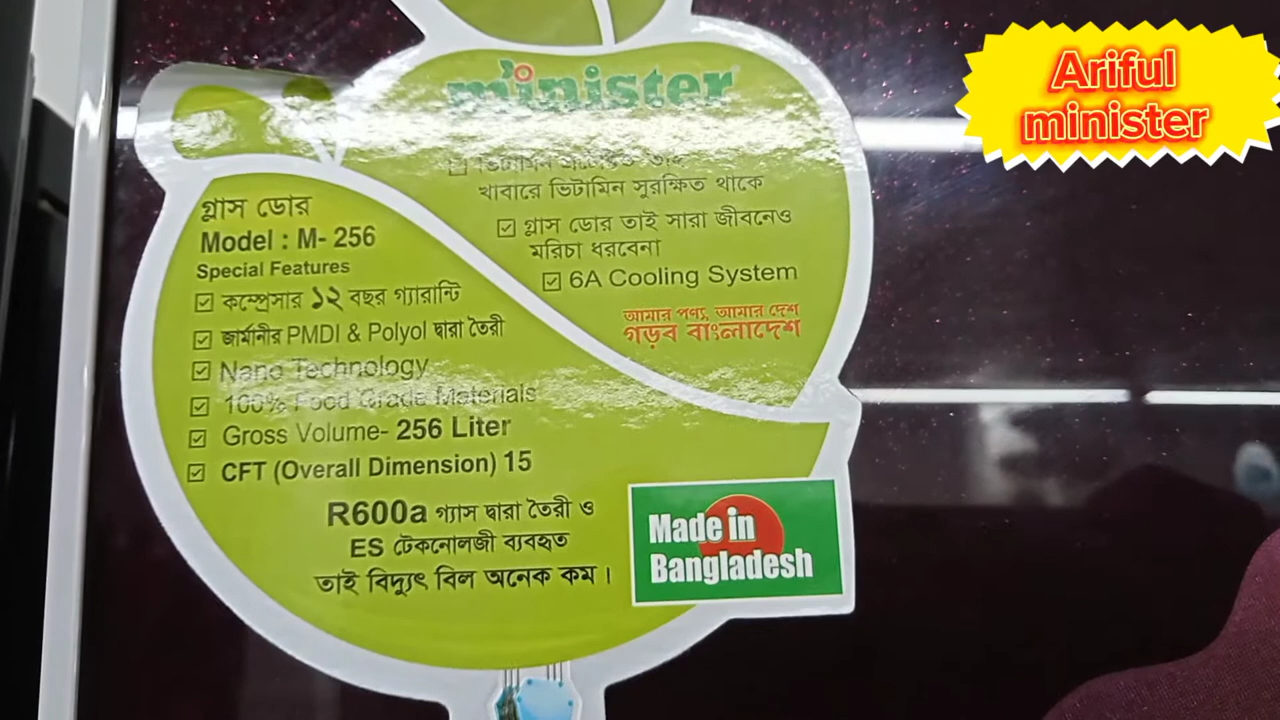 Ariful
minister
minister
খাবারে ভিটামিন সুরক্ষিত থাকে
গ্লাস ডোর তাই সারা জীবনেও
মরিচা ধরবেনা
6A Cooling System
আমার পণ্য, আমার দেশ
গড়ব বাংলাদেশ
গ্লাস ডোর
Model : M- 256
Special Features
কম্প্রেসার ১২ বছর গ্যারান্টি
জার্মানীর PMDI & Polyol দ্বারা তৈরী
Nano Technology
100% Food Grade Materials
Gross Volume- 256 Liter
CFT (Overall Dimension) 15
R600a গ্যাস দ্বারা তৈরী ও
ES টেকনোলজী ব্যবহৃত
তাই বিদ্যুৎ বিল অনেক কম।
Made in
Bangladesh